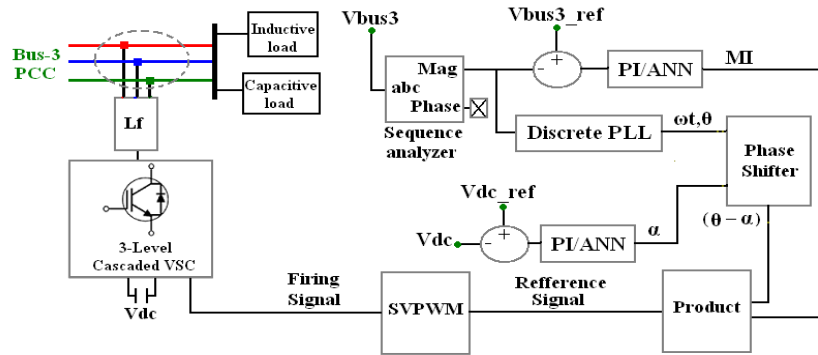 Bus-3
PCC
Inductive
load
Capacitive
load
Lf
3-Level
Cascaded VSC
Vdc
Vbus3
Mag
abc
Phase
Sequence
analyzer
Vbus3_ref
+
-
PI/ANN
MI
Discrete PLL
ωt,θ
Phase
Shifter
Vdc_ref
Vdc
+
-
PI/ANN
α
(θ − α)
Firing
Signal
SVPWM
Refference
Signal
Product